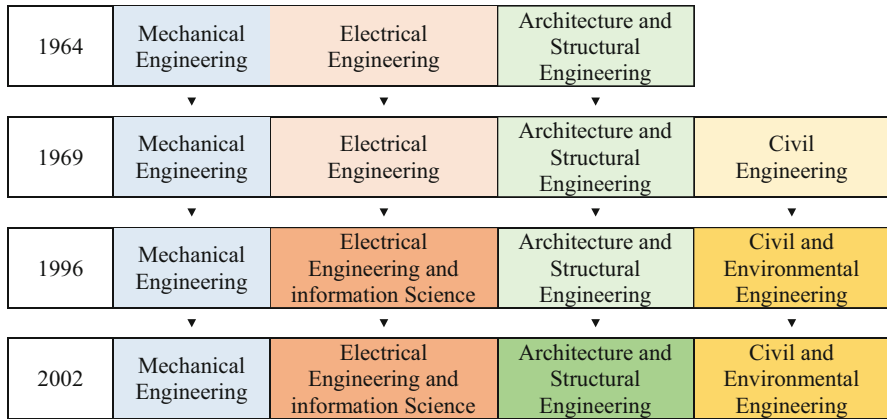 1964
Mechanical
Engineering
Electrical
Engineering
Architecture and
Structural
Engineering
1969
Mechanical
Engineering
Electrical
Engineering
Architecture and
Structural
Engineering
Civil
Engineering
1996
Mechanical
Engineering
Electrical
Engineering and
information Science
Architecture and
Structural
Engineering
Civil and
Environmental
Engineering
2002
Mechanical
Engineering
Electrical
Engineering and
information Science
Architecture and
Structural
Engineering
Civil and
Environmental
Engineering